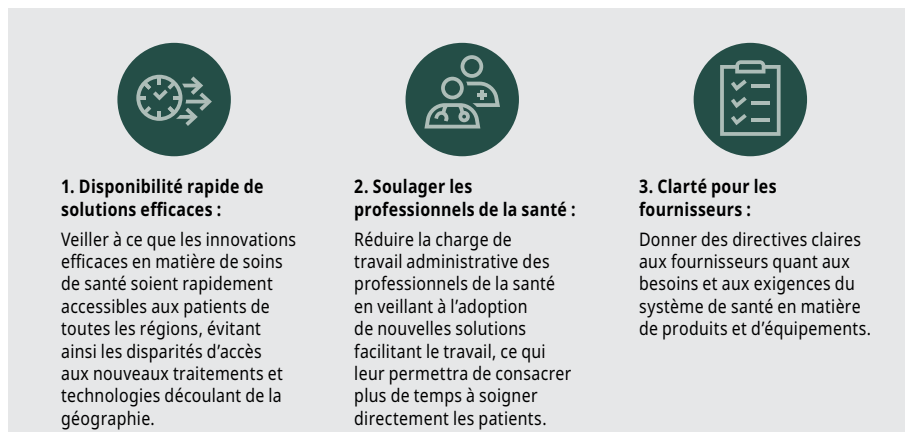 1. Disponibilité rapide de
solutions efficaces :
Veiller à ce que les innovations
efficaces en matière de soins
de santé soient rapidement
accessibles aux patients de
toutes les régions, évitant
ainsi les disparités d’accès
aux nouveaux traitements et
technologies découlant de la
géographie.
2. Soulager les
professionnels de la santé :
Réduire la charge de
travail administrative des
professionnels de la santé
en veillant à l’adoption
de nouvelles solutions
facilitant le travail, ce qui
leur permettra de consacrer
plus de temps à soigner
directement les patients.
3. Clarté pour les
fournisseurs :
Donner des directives claires
aux fournisseurs quant aux
besoins et aux exigences du
système de santé en matière
de produits et d’équipements.